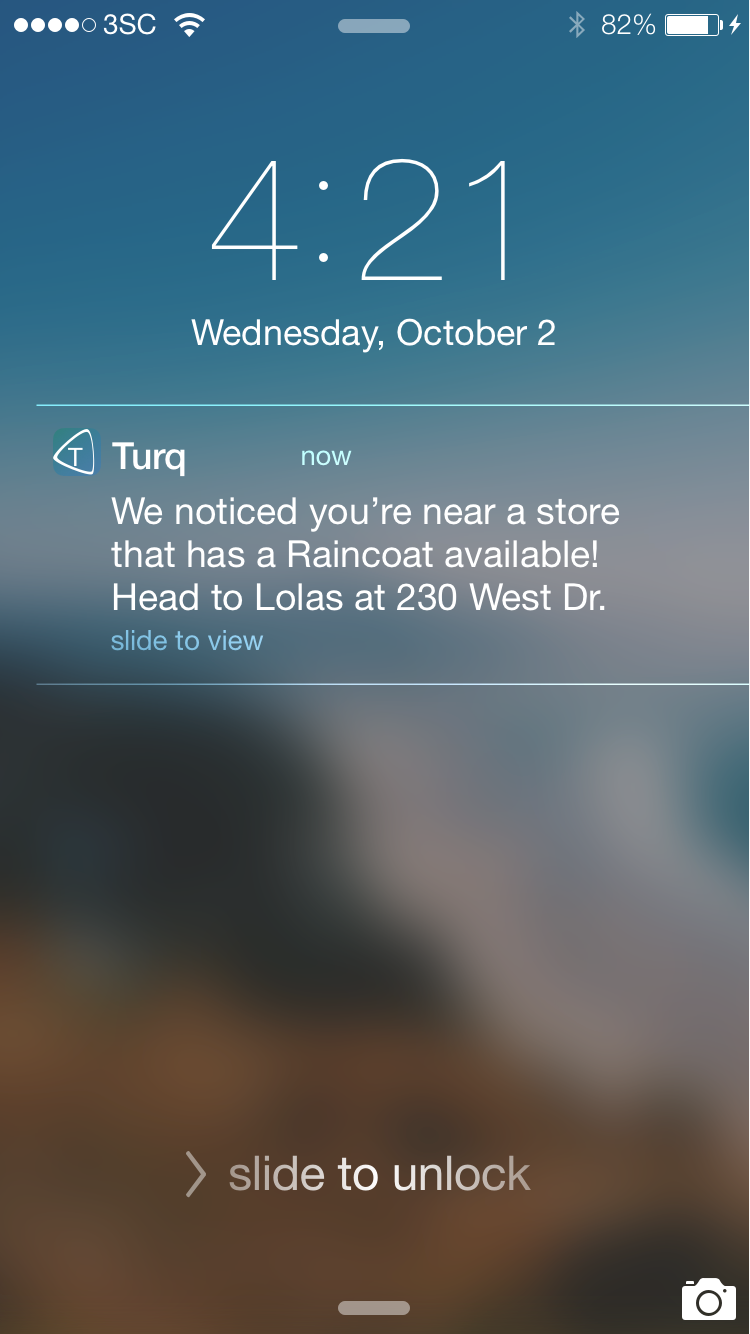 3SC 82%
4:21
Wednesday, October 2
T Turq now
We noticed you’re near a store
that has a Raincoat available!
Head to Lolas at 230 West Dr.
slide to view
slide to unlock